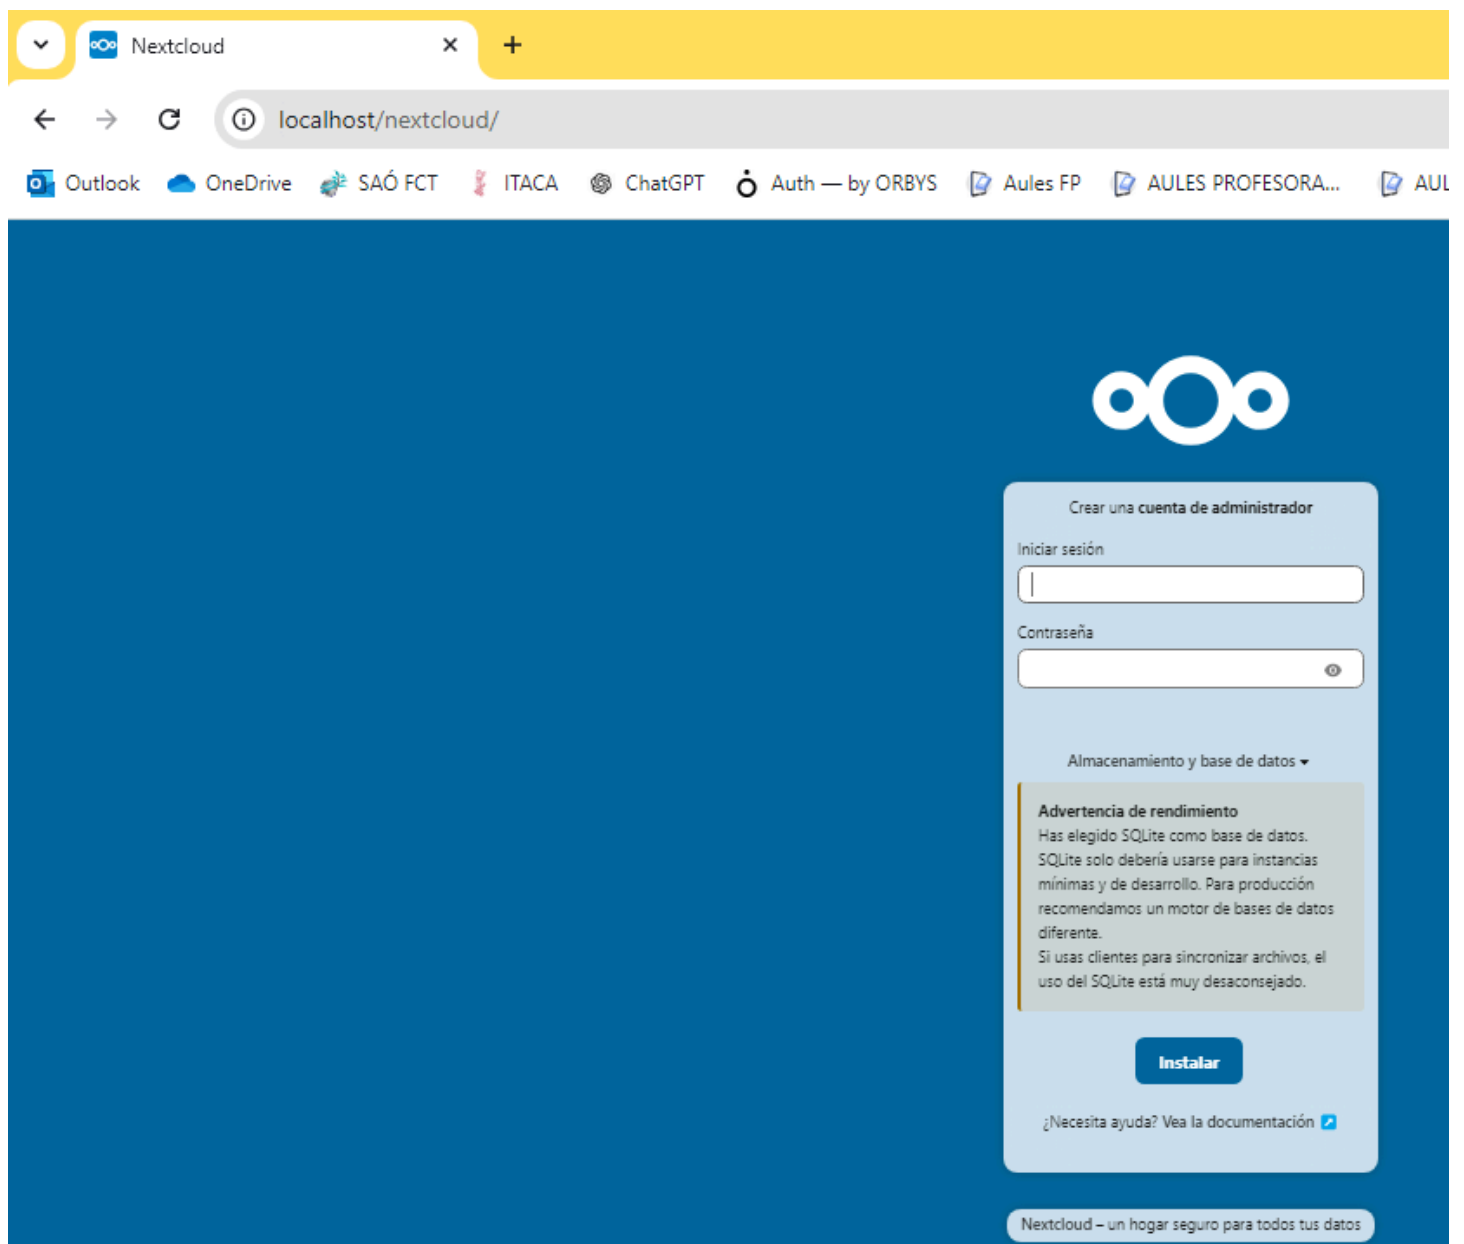 Nextcloud
localhost/nextcloud/
Outlook OneDrive SAÓ FCT ITACA ChatGPT Auth — by ORBYS Aules FP AULES PROFESORA... AUL
Crear una cuenta de administrador
Iniciar sesión
Contraseña
Almacenamiento y base de datos
Advertencia de rendimiento
Has elegido SQLite como base de datos.
SQLite solo debería usarse para instancias
mínimas y de desarrollo. Para producción
recomendamos un motor de bases de datos
diferente.
Si usas clientes para sincronizar archivos, el
uso del SQLite está muy desaconsejado.
Instalar
¿Necesita ayuda? Vea la documentación
Nextcloud – un hogar seguro para todos tus datos